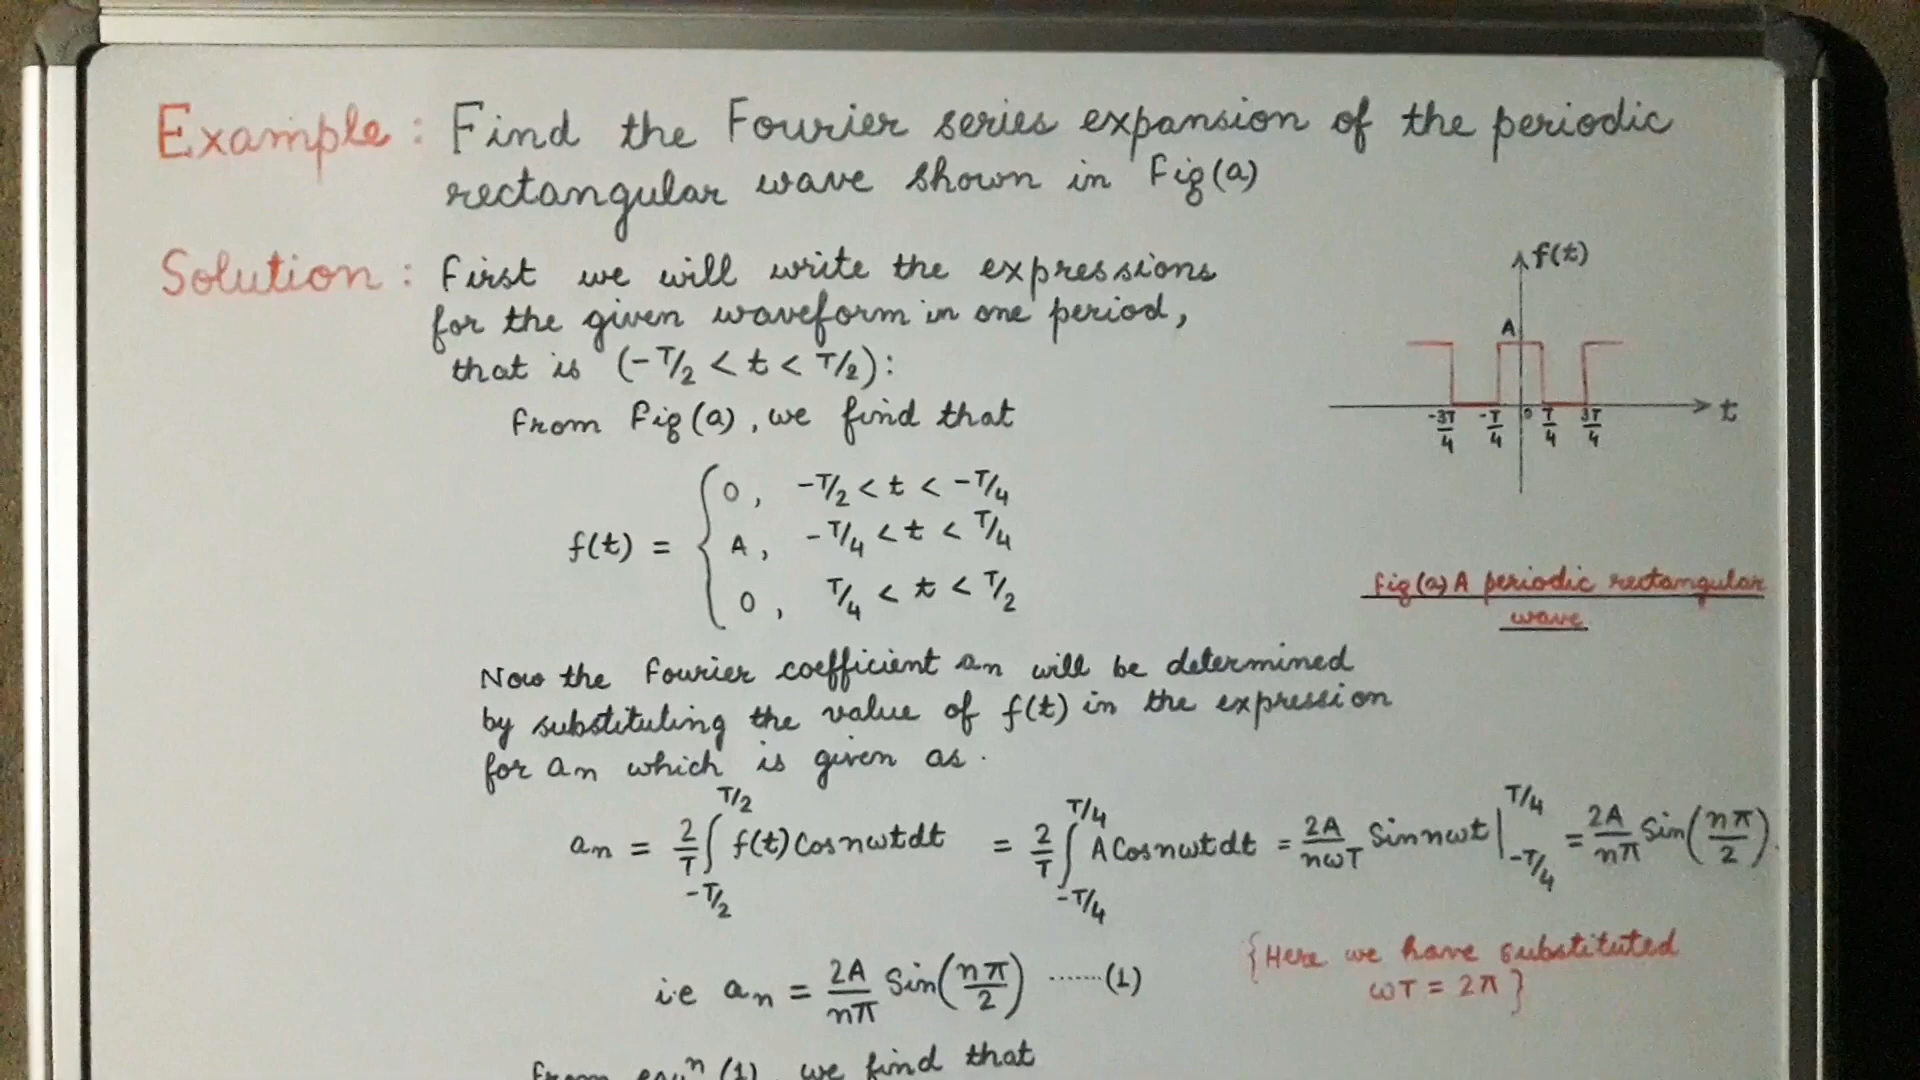 Example: Find the Fourier series expansion of the periodic
rectangular wave shown in Fig(a)
Solution: First we will write the expressions
for the given waveform in one period,
that is (-T/2 < t < T/2):
From Fig(a), we find that
f(t) = { 0, -T/2 < t < -T/4
A, -T/4 < t < T/4
0, T/4 < t < T/2
f(t)
A
t
-3T/4 -T/4 0 T/4 3T/4
Fig(a) A periodic rectangular
wave
Now the Fourier coefficient an will be determined
by substituting the value of f(t) in the expression
for an which is given as.
an = 2/T ∫_{-T/2}^{T/2} f(t) Cos nωt dt = 2/T ∫_{-T/4}^{T/4} A Cos nωt dt = 2A/nωT Sin nωt |_{-T/4}^{T/4} = 2A/nπ Sin(nπ/2).
i.e an = 2A/nπ Sin(nπ/2) ......(1)
{Here we have substituted
ωT = 2π}
From equⁿ (1), we find that